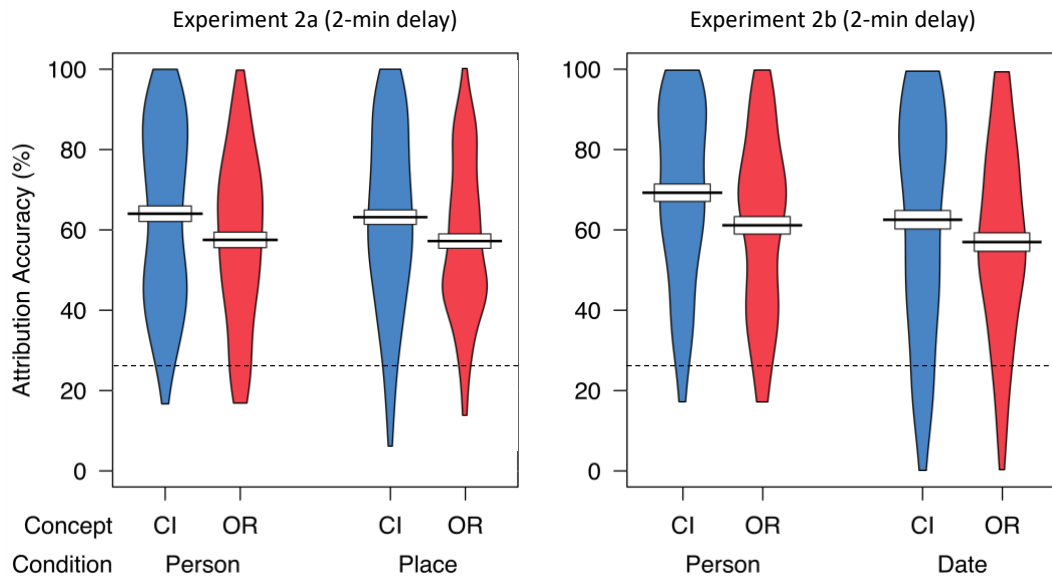 Experiment 2a (2-min delay)
Experiment 2b (2-min delay)
Attribution Accuracy (%)
100
80
60
40
20
0
100
80
60
40
20
0
Concept CI OR CI OR CI OR CI OR
Condition Person Place Person Date